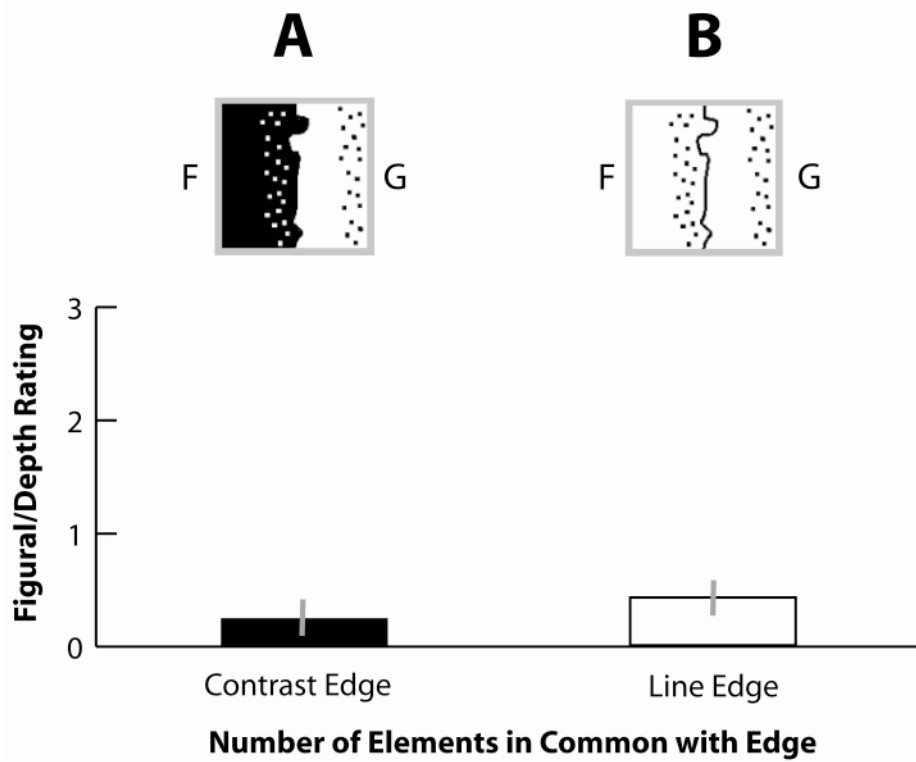 A B
F G F G
Figural/Depth Rating
3
2
1
0
Contrast Edge Line Edge
Number of Elements in Common with Edge